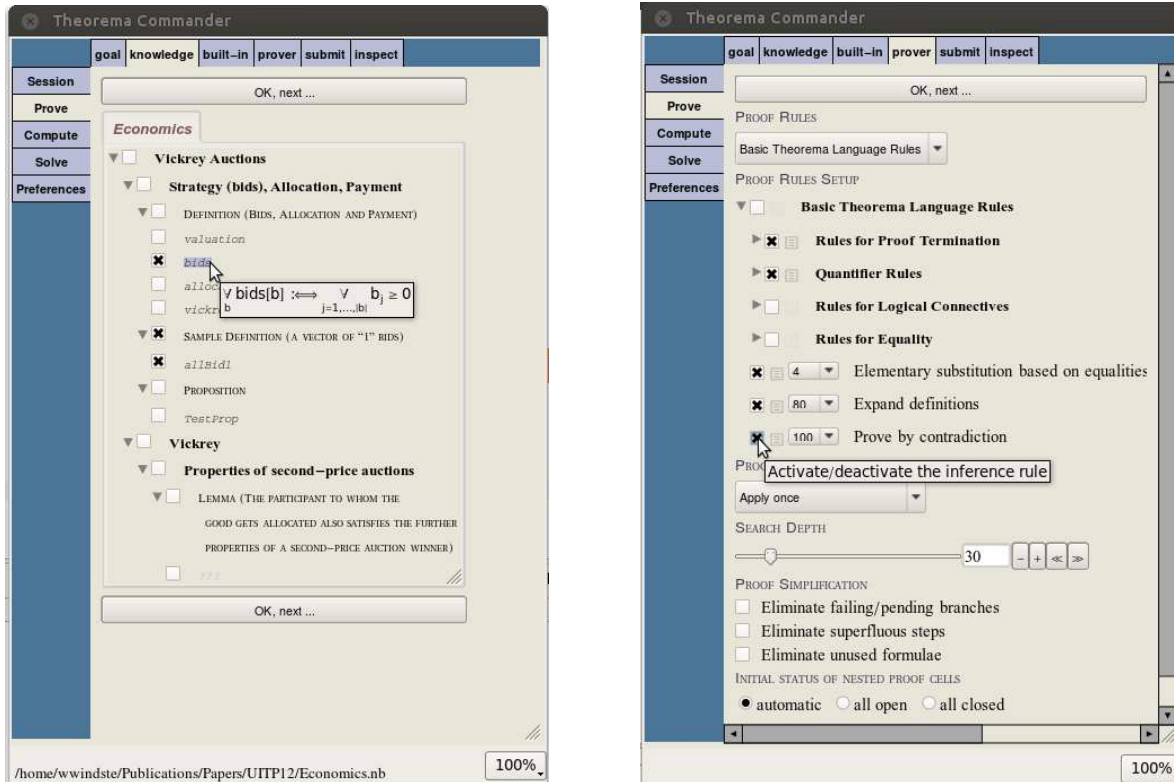 Theorema Commander
goal knowledge built-in prover submit inspect
Session
Prove
Compute
Solve
Preferences
OK, next ...
Economics
Vickrey Auctions
Strategy (bids), Allocation, Payment
DEFINITION (BIDS, ALLOCATION AND PAYMENT)
valuation
bids
∀ bids[b] :⟺ ∀ bj ≥ 0
b j=1,...,|b|
SAMPLE DEFINITION (A VECTOR OF "1" BIDS)
allBid1
PROPOSITION
TestProp
Vickrey
Properties of second-price auctions
LEMMA (THE PARTICIPANT TO WHOM THE
GOOD GETS ALLOCATED ALSO SATISFIES THE FURTHER
PROPERTIES OF A SECOND-PRICE AUCTION WINNER)
???
OK, next ...
/home/wwindste/Publications/Papers/UITP12/Economics.nb
100%
Theorema Commander
goal knowledge built-in prover submit inspect
Session
Prove
Compute
Solve
Preferences
OK, next ...
PROOF RULES
Basic Theorema Language Rules
PROOF RULES SETUP
Basic Theorema Language Rules
Rules for Proof Termination
Quantifier Rules
Rules for Logical Connectives
Rules for Equality
4 Elementary substitution based on equalities
80 Expand definitions
100 Prove by contradiction
Activate/deactivate the inference rule
Apply once
SEARCH DEPTH
30 - + ≪ ≫
PROOF SIMPLIFICATION
Eliminate failing/pending branches
Eliminate superfluous steps
Eliminate unused formulae
INITIAL STATUS OF NESTED PROOF CELLS
automatic all open all closed
100%